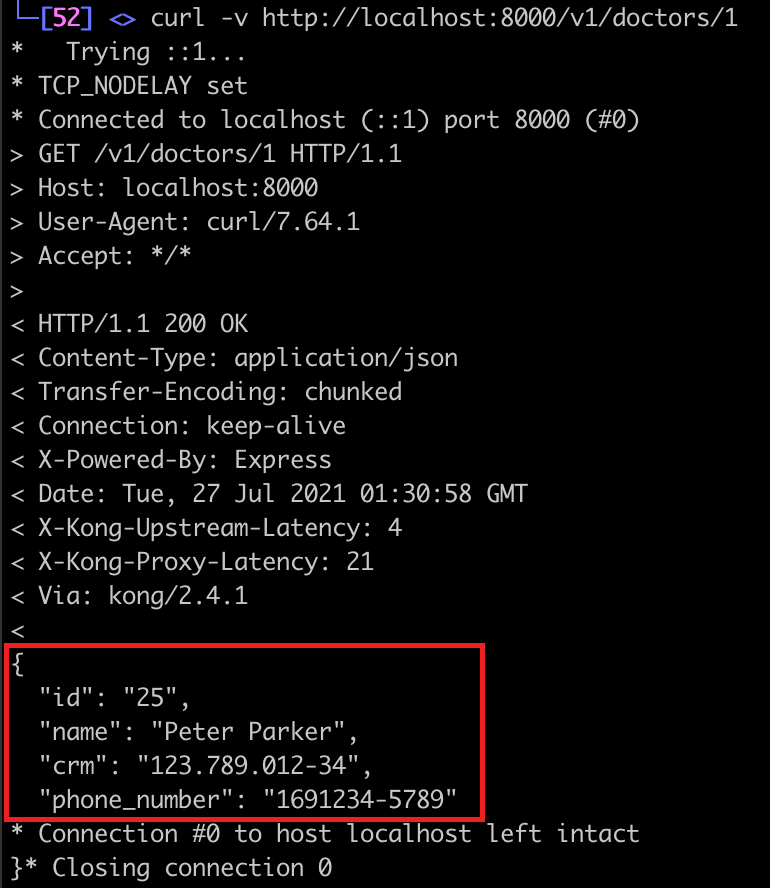 └─[52] <> curl -v http://localhost:8000/v1/doctors/1
*   Trying ::1...
* TCP_NODELAY set
* Connected to localhost (::1) port 8000 (#0)
> GET /v1/doctors/1 HTTP/1.1
> Host: localhost:8000
> User-Agent: curl/7.64.1
> Accept: */*
>
< HTTP/1.1 200 OK
< Content-Type: application/json
< Transfer-Encoding: chunked
< Connection: keep-alive
< X-Powered-By: Express
< Date: Tue, 27 Jul 2021 01:30:58 GMT
< X-Kong-Upstream-Latency: 4
< X-Kong-Proxy-Latency: 21
< Via: kong/2.4.1
<
{
  "id": "25",
  "name": "Peter Parker",
  "crm": "123.789.012-34",
  "phone_number": "1691234-5789"
* Connection #0 to host localhost left intact
}* Closing connection 0